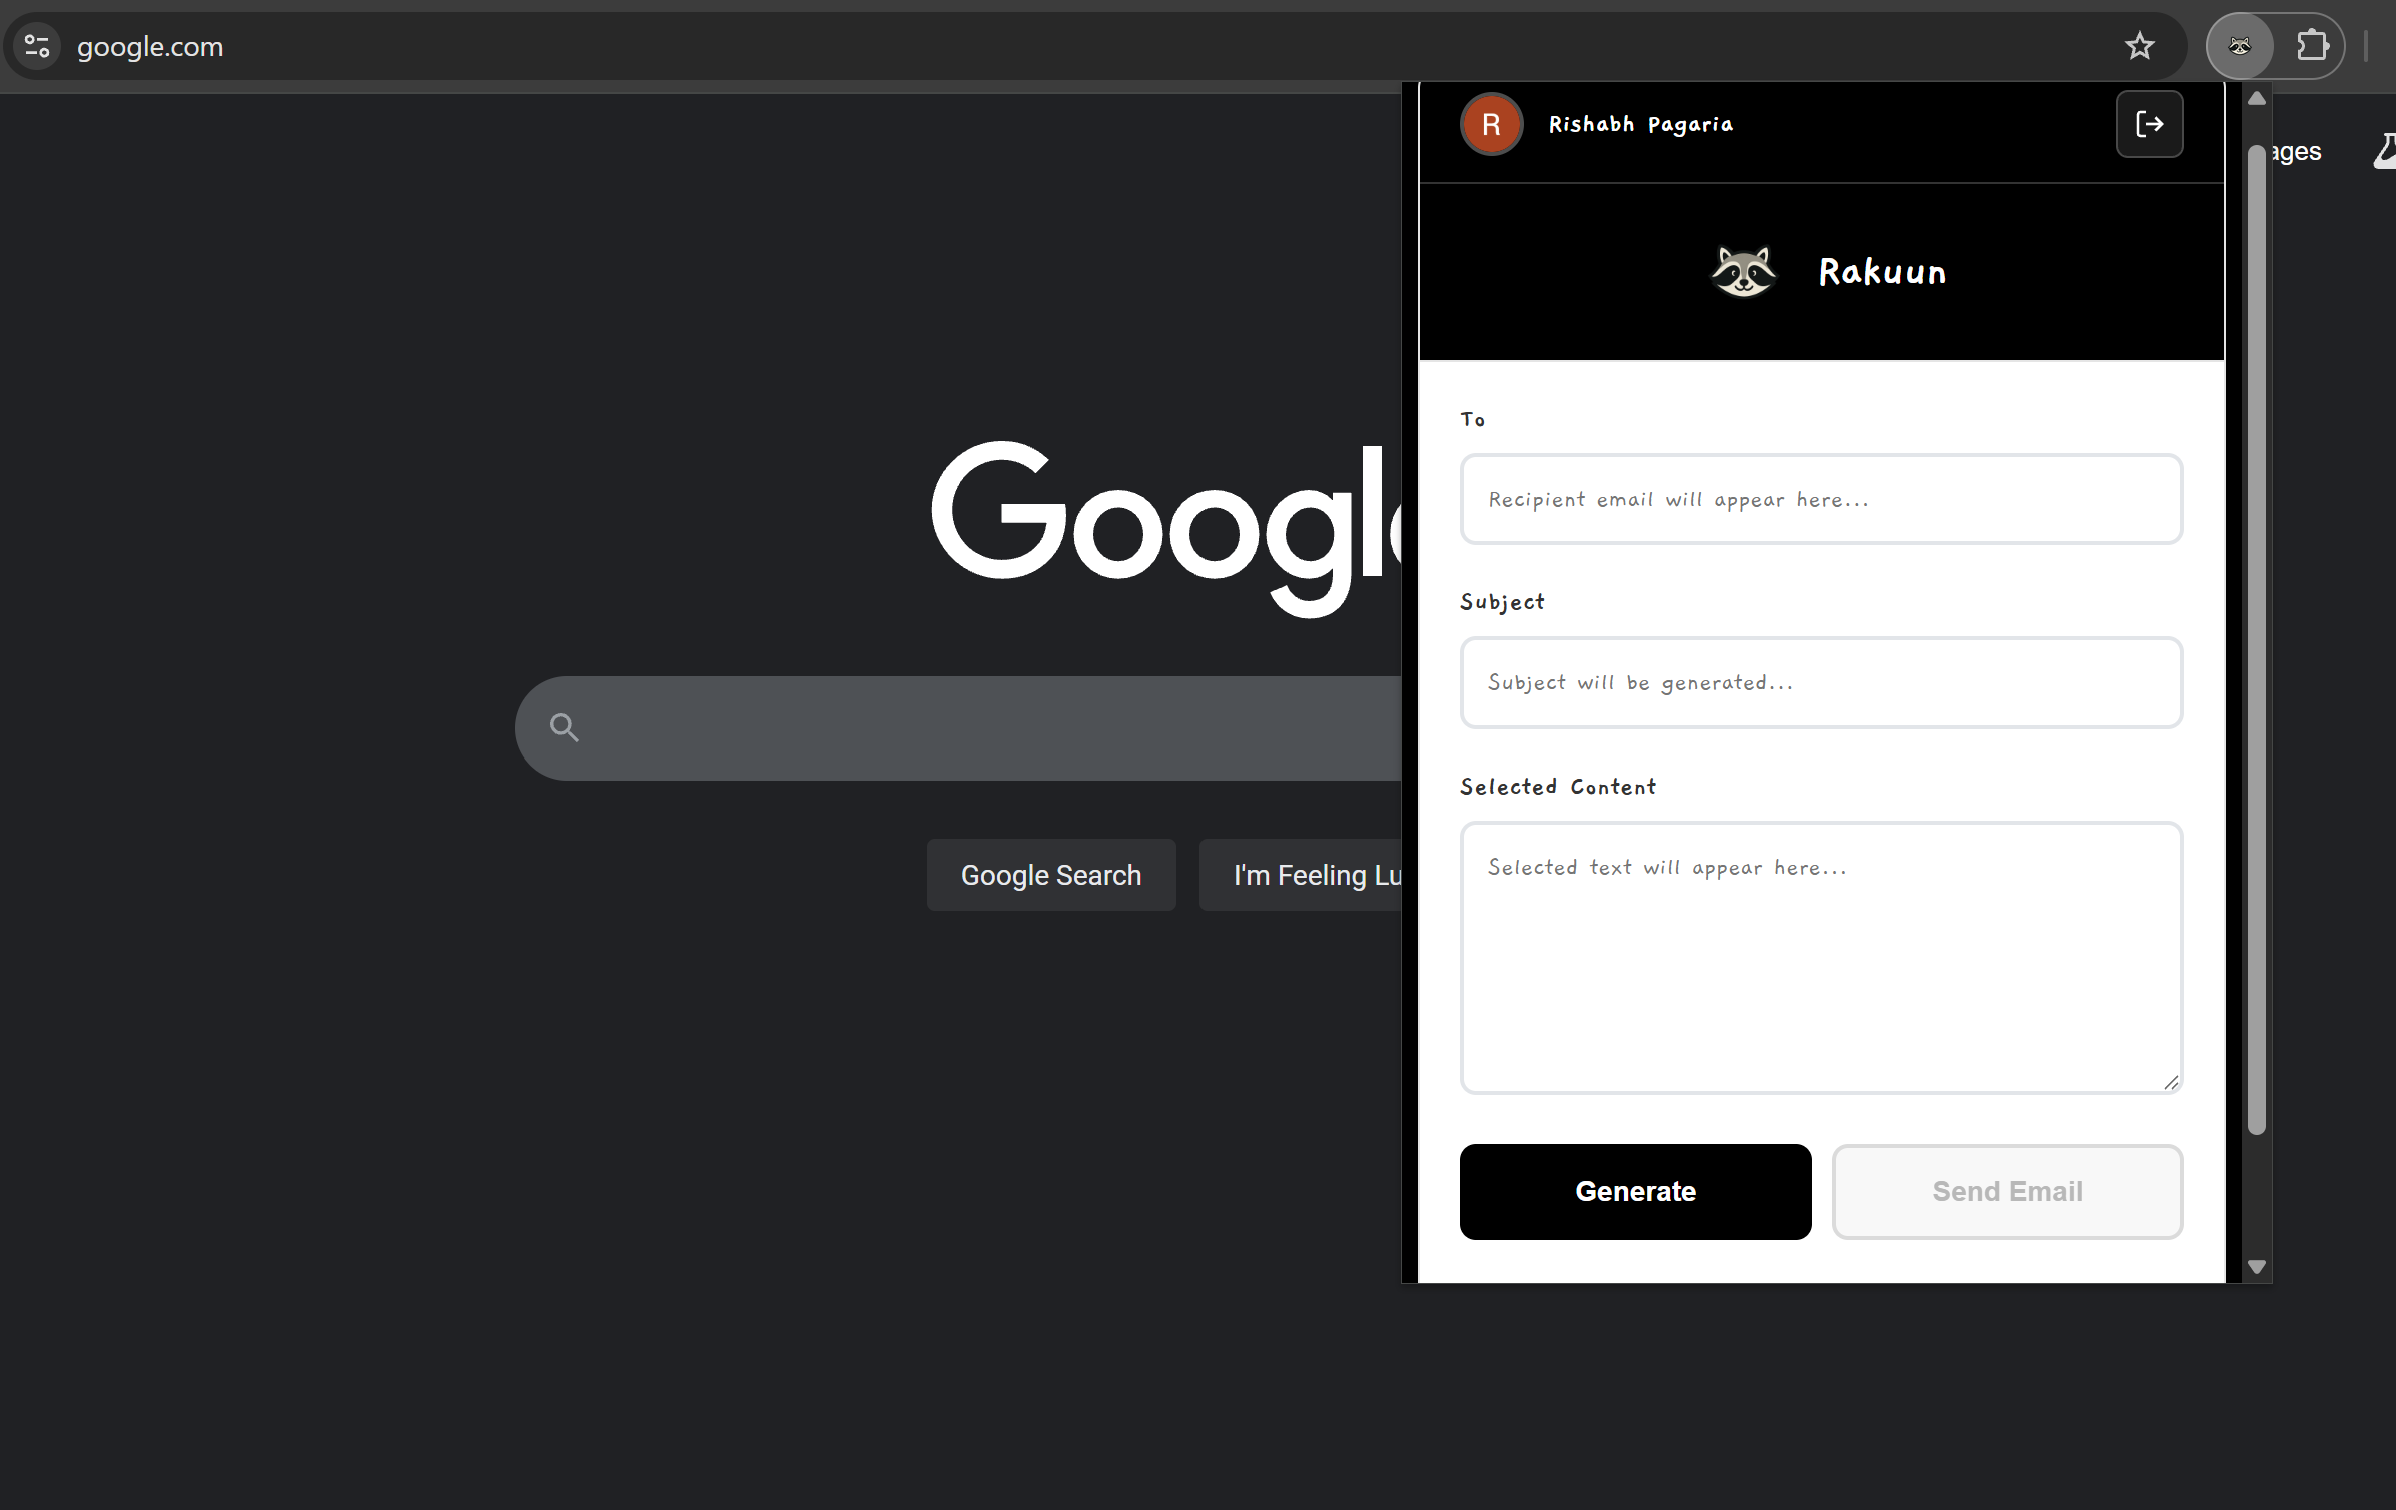 google.com
R
Rishabh Pagaria
ages
Rakuun
To
Recipient email will appear here...
Subject
Subject will be generated...
Selected Content
Selected text will appear here...
Generate
Send Email
Googl
Google Search
I'm Feeling Lu